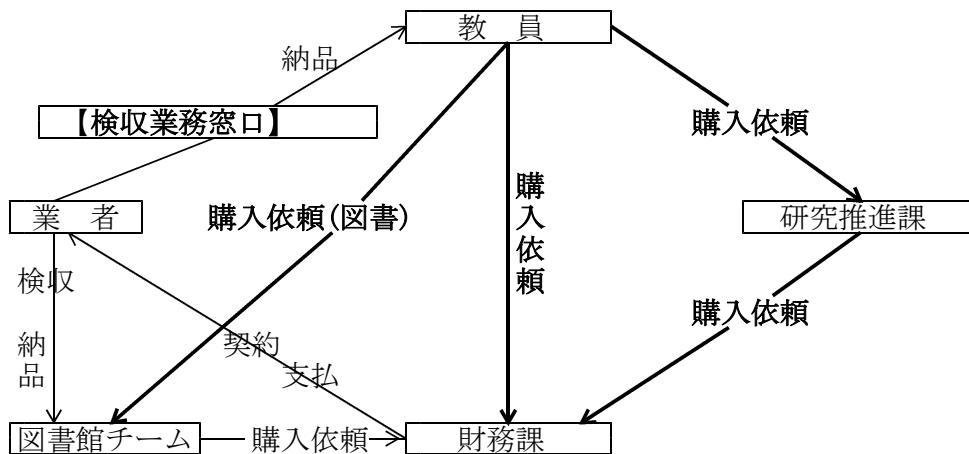 教　員
納品
【検収業務窓口】
購入依頼
業　者
購入依頼(図書)
購入依頼
研究推進課
検収
購入依頼
納品
契約
支払
図書館チーム
購入依頼
財務課